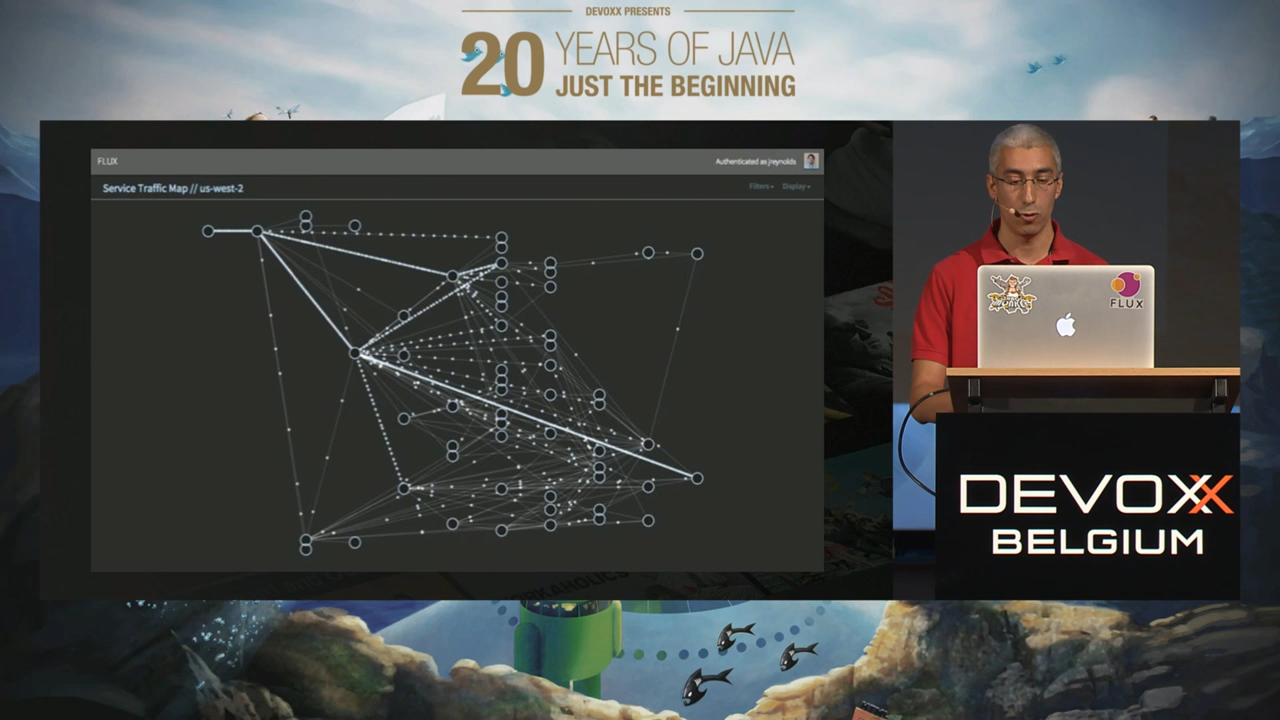 DEVOXX PRESENTS
20 YEARS OF JAVA
JUST THE BEGINNING
FLUX
Authenticated as jreynolds
Service Traffic Map // us-west-2
Filters
Display
FLUX
DEVOXX
BELGIUM